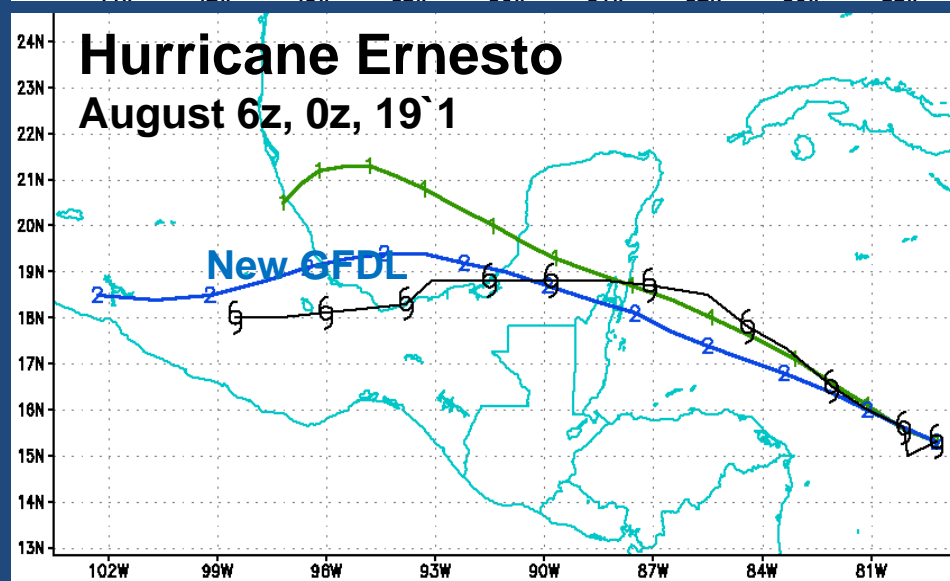 Hurricane Ernesto
August 6z, 0z, 19`1
New GFDL
24N
23N
22N
21N
20N
19N
18N
17N
16N
15N
14N
13N
102W 99W 96W 93W 90W 87W 84W 81W